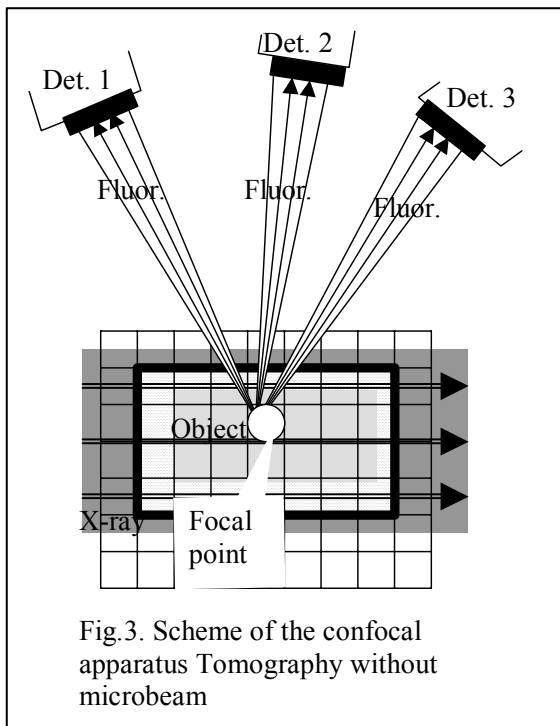 Det. 1
Det. 2
Det. 3
Fluor.
Fluor.
Fluor.
Object
X-ray
Focal
point
Fig.3. Scheme of the confocal
apparatus Tomography without
microbeam